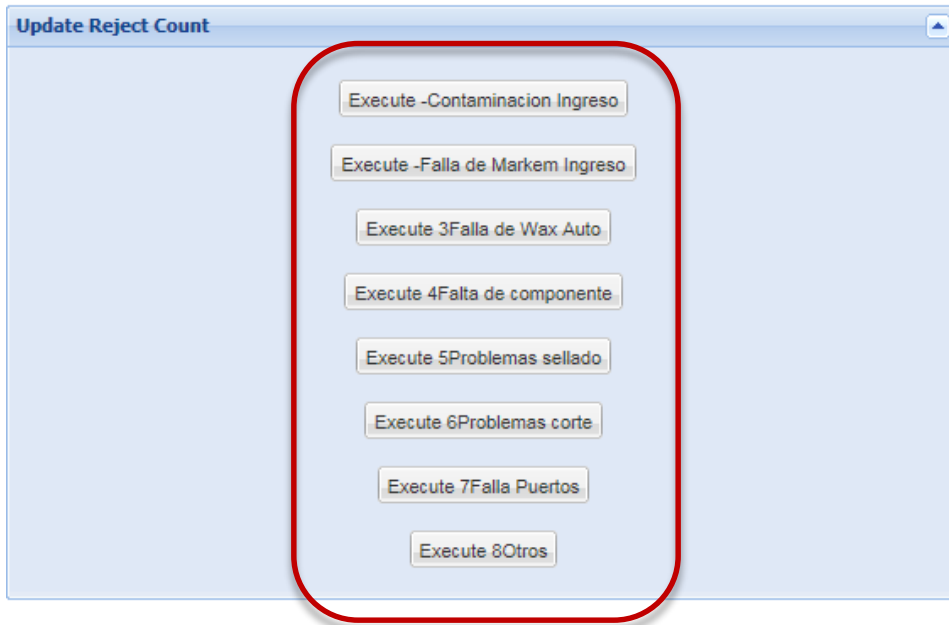 Update Reject Count
Execute -Contaminacion Ingreso
Execute -Falla de Markem Ingreso
Execute 3Falla de Wax Auto
Execute 4Falta de componente
Execute 5Problemas sellado
Execute 6Problemas corte
Execute 7Falla Puertos
Execute 8Otros